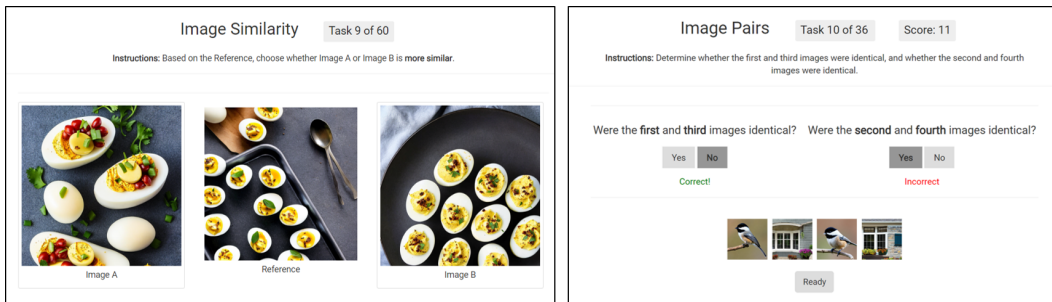 Image Similarity
Task 9 of 60
Instructions: Based on the Reference, choose whether Image A or Image B is more similar.
Image A
Reference
Image B
Image Pairs
Task 10 of 36
Score: 11
Instructions: Determine whether the first and third images were identical, and whether the second and fourth
images were identical.
Were the first and third images identical?
Yes
No
Correct!
Were the second and fourth images identical?
Yes
No
Incorrect
Ready